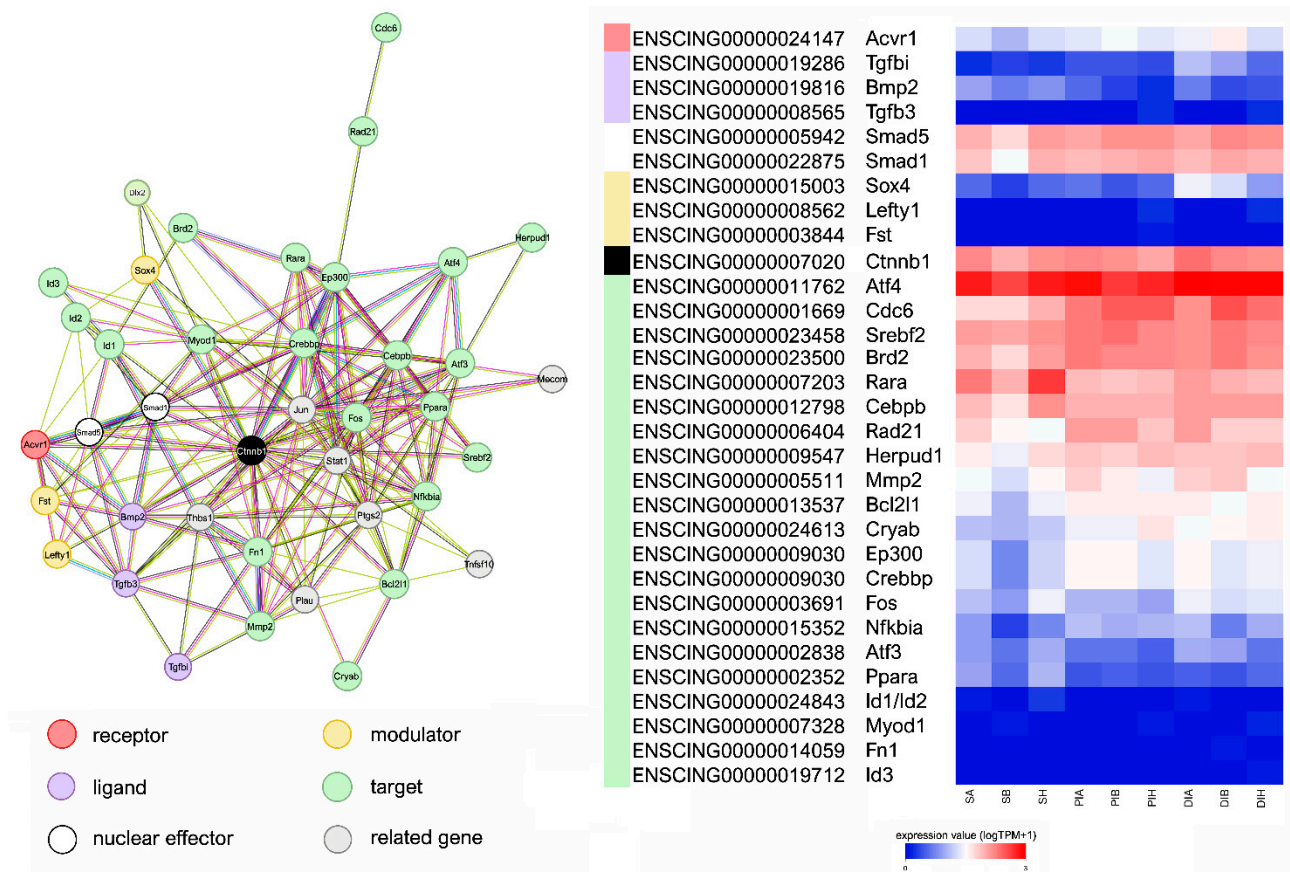 Cdc6
Rad21
Dlx2
Brd2
Herpud1
Rara
Atf4
Sox4
Ep300
Id3
Id2
Id1
Myod1
Crebbp
Cebpb
Atf3
Mecom
Smad1
Jun
Ppara
Fos
Smad5
Acvr1
Ctnnb1
Stat1
Srebf2
Nfkbia
Fst
Bmp2
Thbs1
Ptgs2
Lefty1
Fn1
Tnfsf10
Tgfb3
Bcl2l1
Plau
Mmp2
Tgfbi
Cryab
receptor
modulator
ligand
target
nuclear effector
related gene
ENSCING00000024147 Acvr1
ENSCING00000019286 Tgfbi
ENSCING00000019816 Bmp2
ENSCING00000008565 Tgfb3
ENSCING00000005942 Smad5
ENSCING00000022875 Smad1
ENSCING00000015003 Sox4
ENSCING00000008562 Lefty1
ENSCING00000003844 Fst
ENSCING00000007020 Ctnnb1
ENSCING00000011762 Atf4
ENSCING00000001669 Cdc6
ENSCING00000023458 Srebf2
ENSCING00000023500 Brd2
ENSCING00000007203 Rara
ENSCING00000012798 Cebpb
ENSCING00000006404 Rad21
ENSCING00000009547 Herpud1
ENSCING00000005511 Mmp2
ENSCING00000013537 Bcl2l1
ENSCING00000024613 Cryab
ENSCING00000009030 Ep300
ENSCING00000009030 Crebbp
ENSCING00000003691 Fos
ENSCING00000015352 Nfkbia
ENSCING00000002838 Atf3
ENSCING00000002352 Ppara
ENSCING00000024843 Id1/Id2
ENSCING00000007328 Myod1
ENSCING00000014059 Fn1
ENSCING00000019712 Id3
SA SB SH PIA PIB PIH DIA DIB DIH
expression value (logTPM+1)
0 3